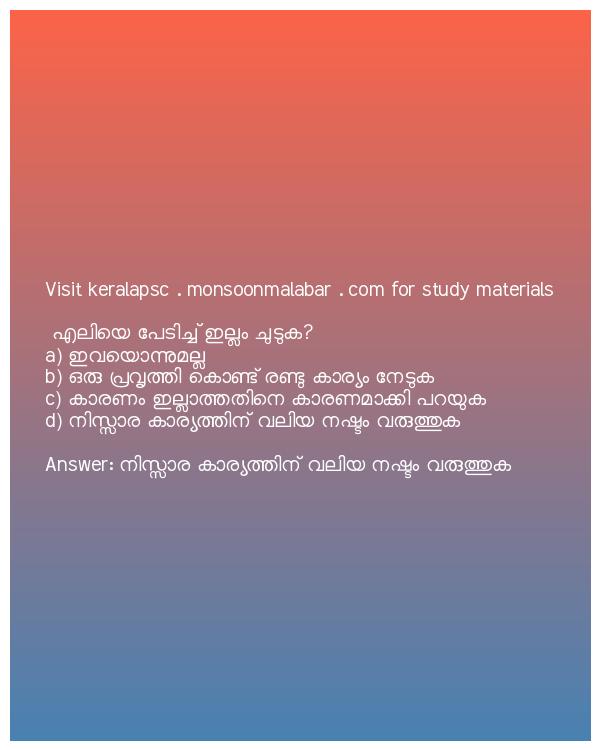 Visit keralapsc . monsoonmalabar . com for study materials
എലിയെ പേടിച്ച് ഇല്ലം ചുടുക?
a) ഇവയൊന്നുമല്ല
b) ഒരു പ്രവൃത്തി കൊണ്ട് രണ്ടു കാര്യം നേടുക
c) കാരണം ഇല്ലാത്തതിനെ കാരണമാക്കി പറയുക
d) നിസ്സാര കാര്യത്തിന് വലിയ നഷ്ടം വരുത്തുക
Answer: നിസ്സാര കാര്യത്തിന് വലിയ നഷ്ടം വരുത്തുക